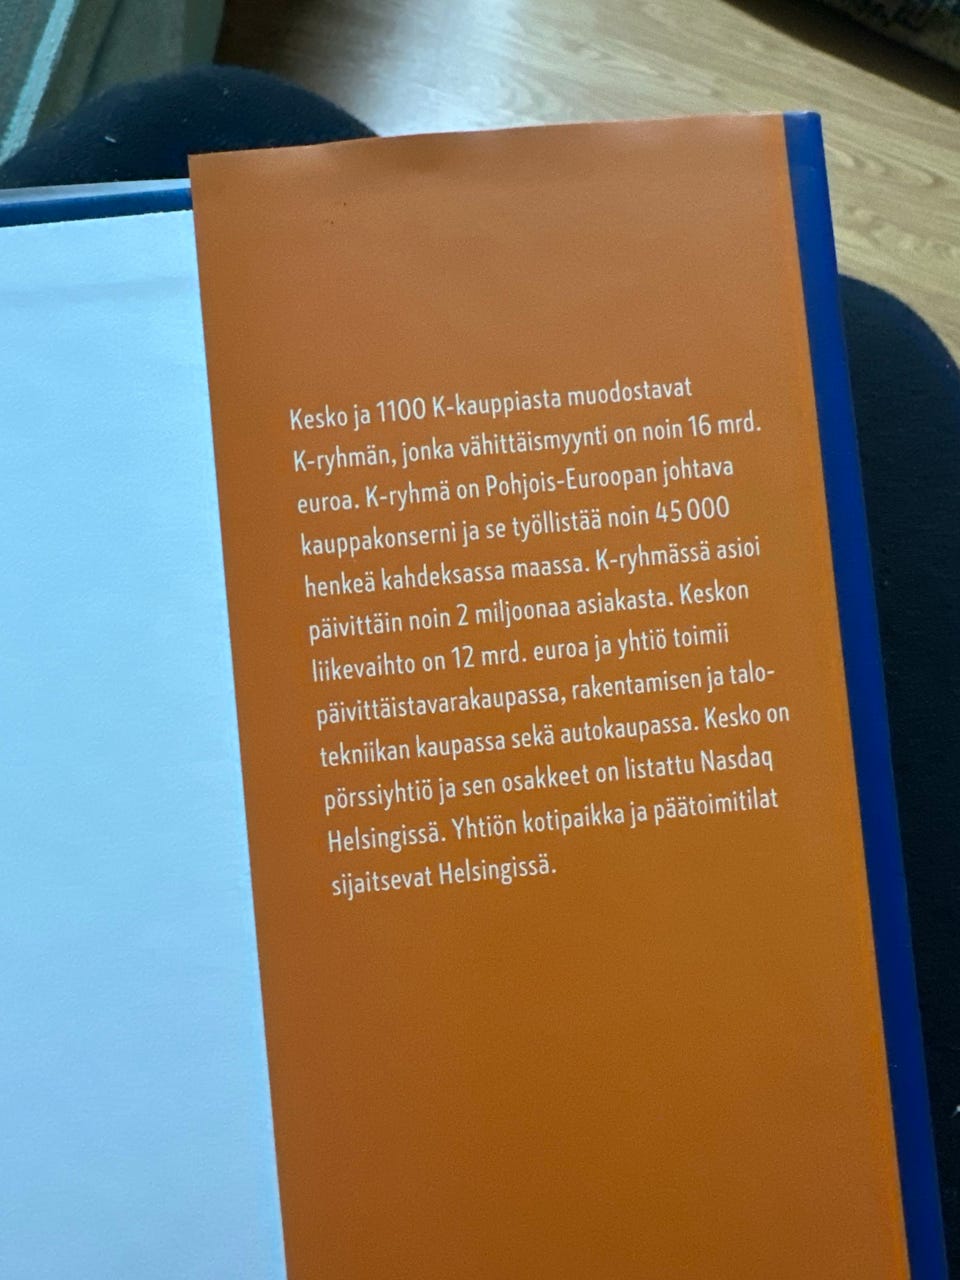 Kesko ja 1100 K-kauppiasta muodostavat
K-ryhmän, jonka vähittäismyynti on noin 16 mrd.
euroa. K-ryhmä on Pohjois-Euroopan johtava
kauppakonserni ja se työllistää noin 45 000
henkeä kahdeksassa maassa. K-ryhmässä asioi
päivittäin noin 2 miljoonaa asiakasta. Keskon
liikevaihto on 12 mrd. euroa ja yhtiö toimii
päivittäistavarakaupassa, rakentamisen ja talo-
tekniikan kaupassa sekä autokaupassa. Kesko on
pörssiyhtiö ja sen osakkeet on listattu Nasdaq
Helsingissä. Yhtiön kotipaikka ja päätoimitilat
sijaitsevat Helsingissä.